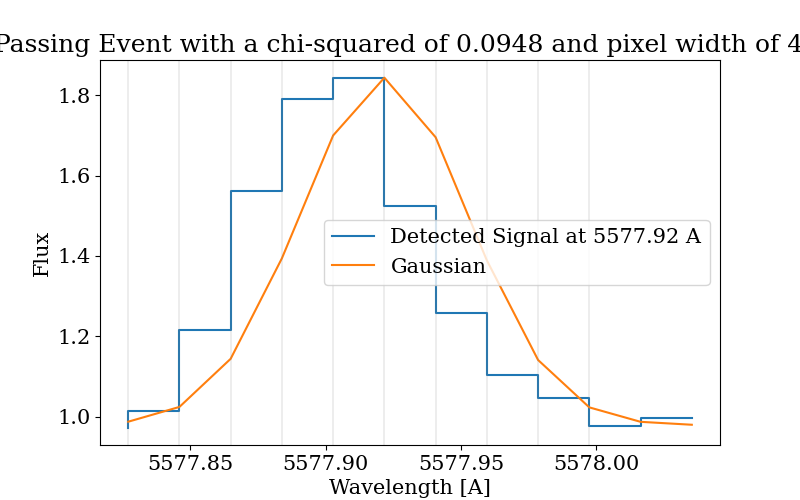 Passing Event with a chi-squared of 0.0948 and pixel width of 4
1.8
1.6
1.4
1.2
1.0
Flux
Detected Signal at 5577.92 A
Gaussian
5577.85 5577.90 5577.95 5578.00
Wavelength [A]